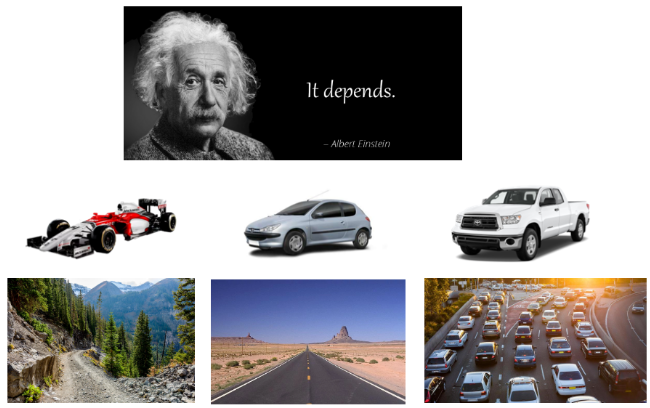 It depends.
– Albert Einstein